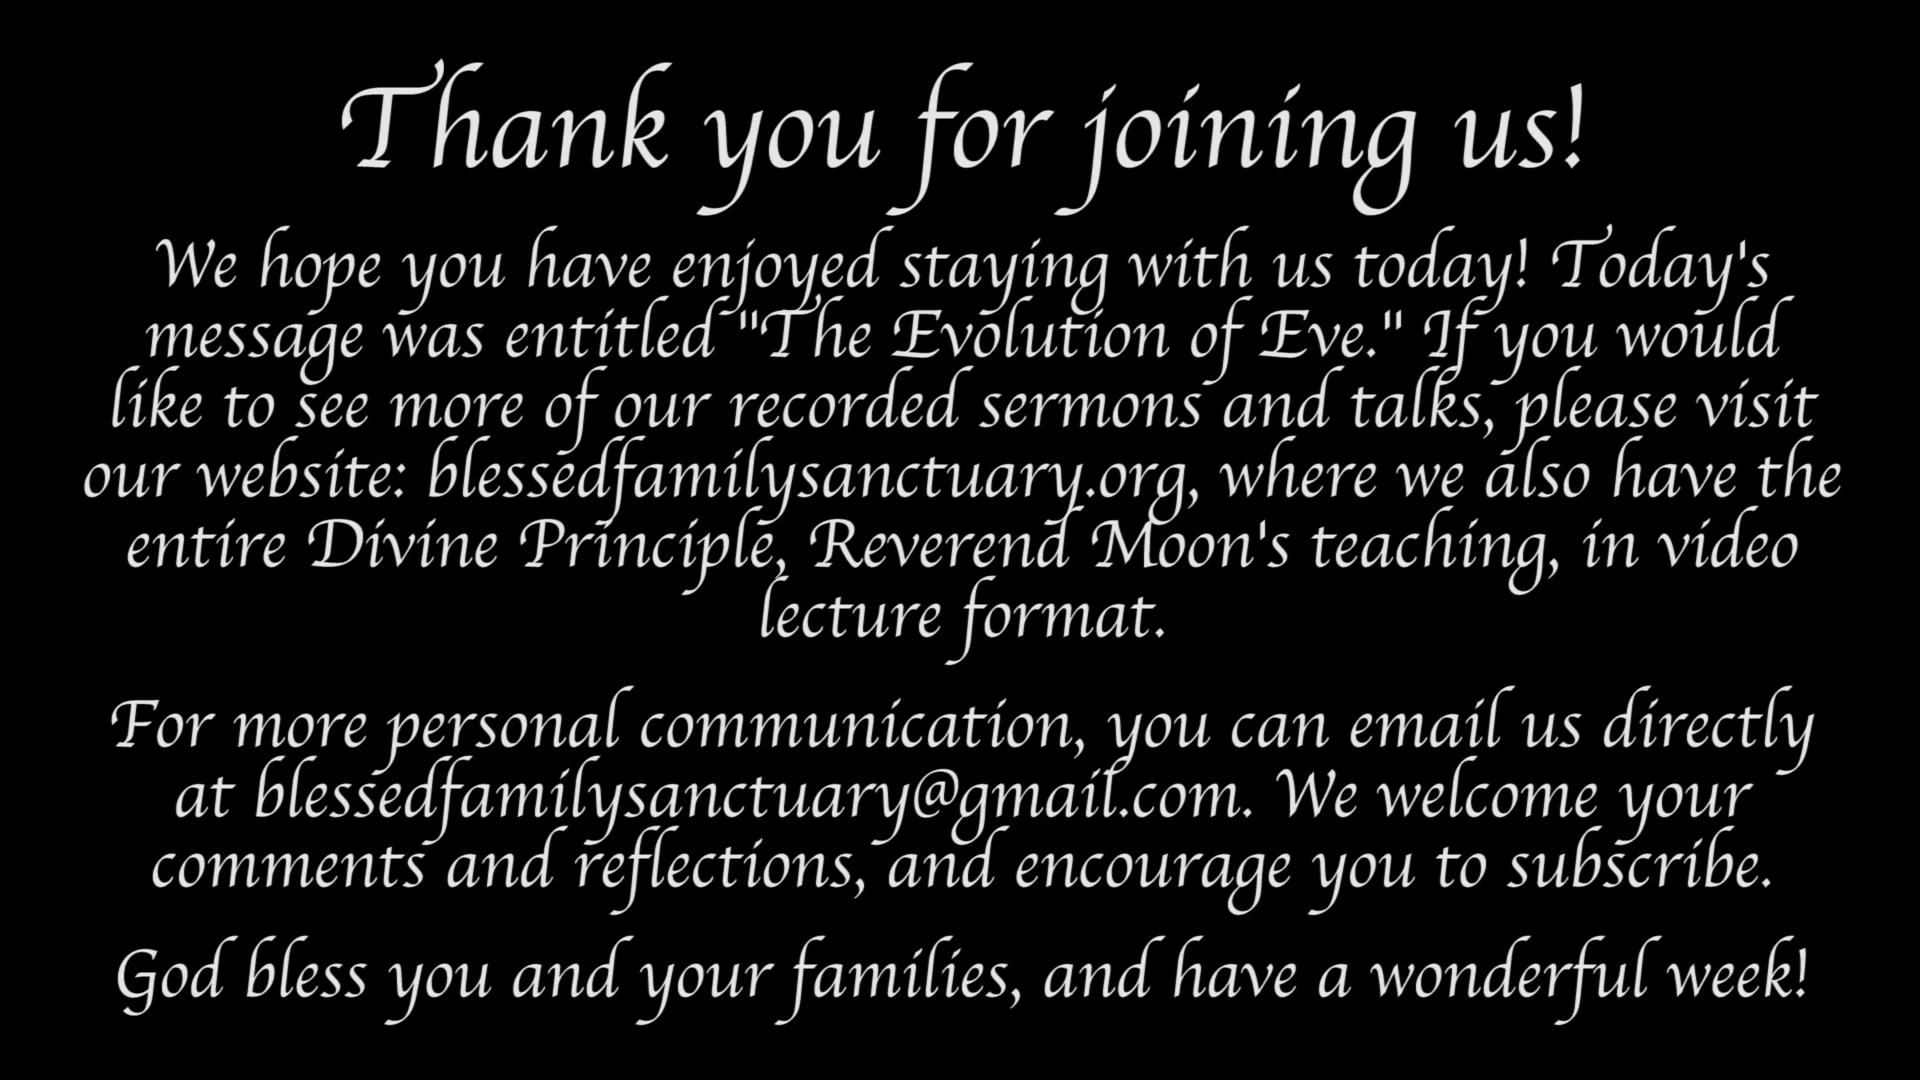 Thank you for joining us!
We hope you have enjoyed staying with us today! Today's
message was entitled "The Evolution of Eve." If you would
like to see more of our recorded sermons and talks, please visit
our website: blessedfamilysanctuary.org, where we also have the
entire Divine Principle, Reverend Moon's teaching, in video
lecture format.
For more personal communication, you can email us directly
at blessedfamilysanctuary@gmail.com. We welcome your
comments and reflections, and encourage you to subscribe.
God bless you and your families, and have a wonderful week!